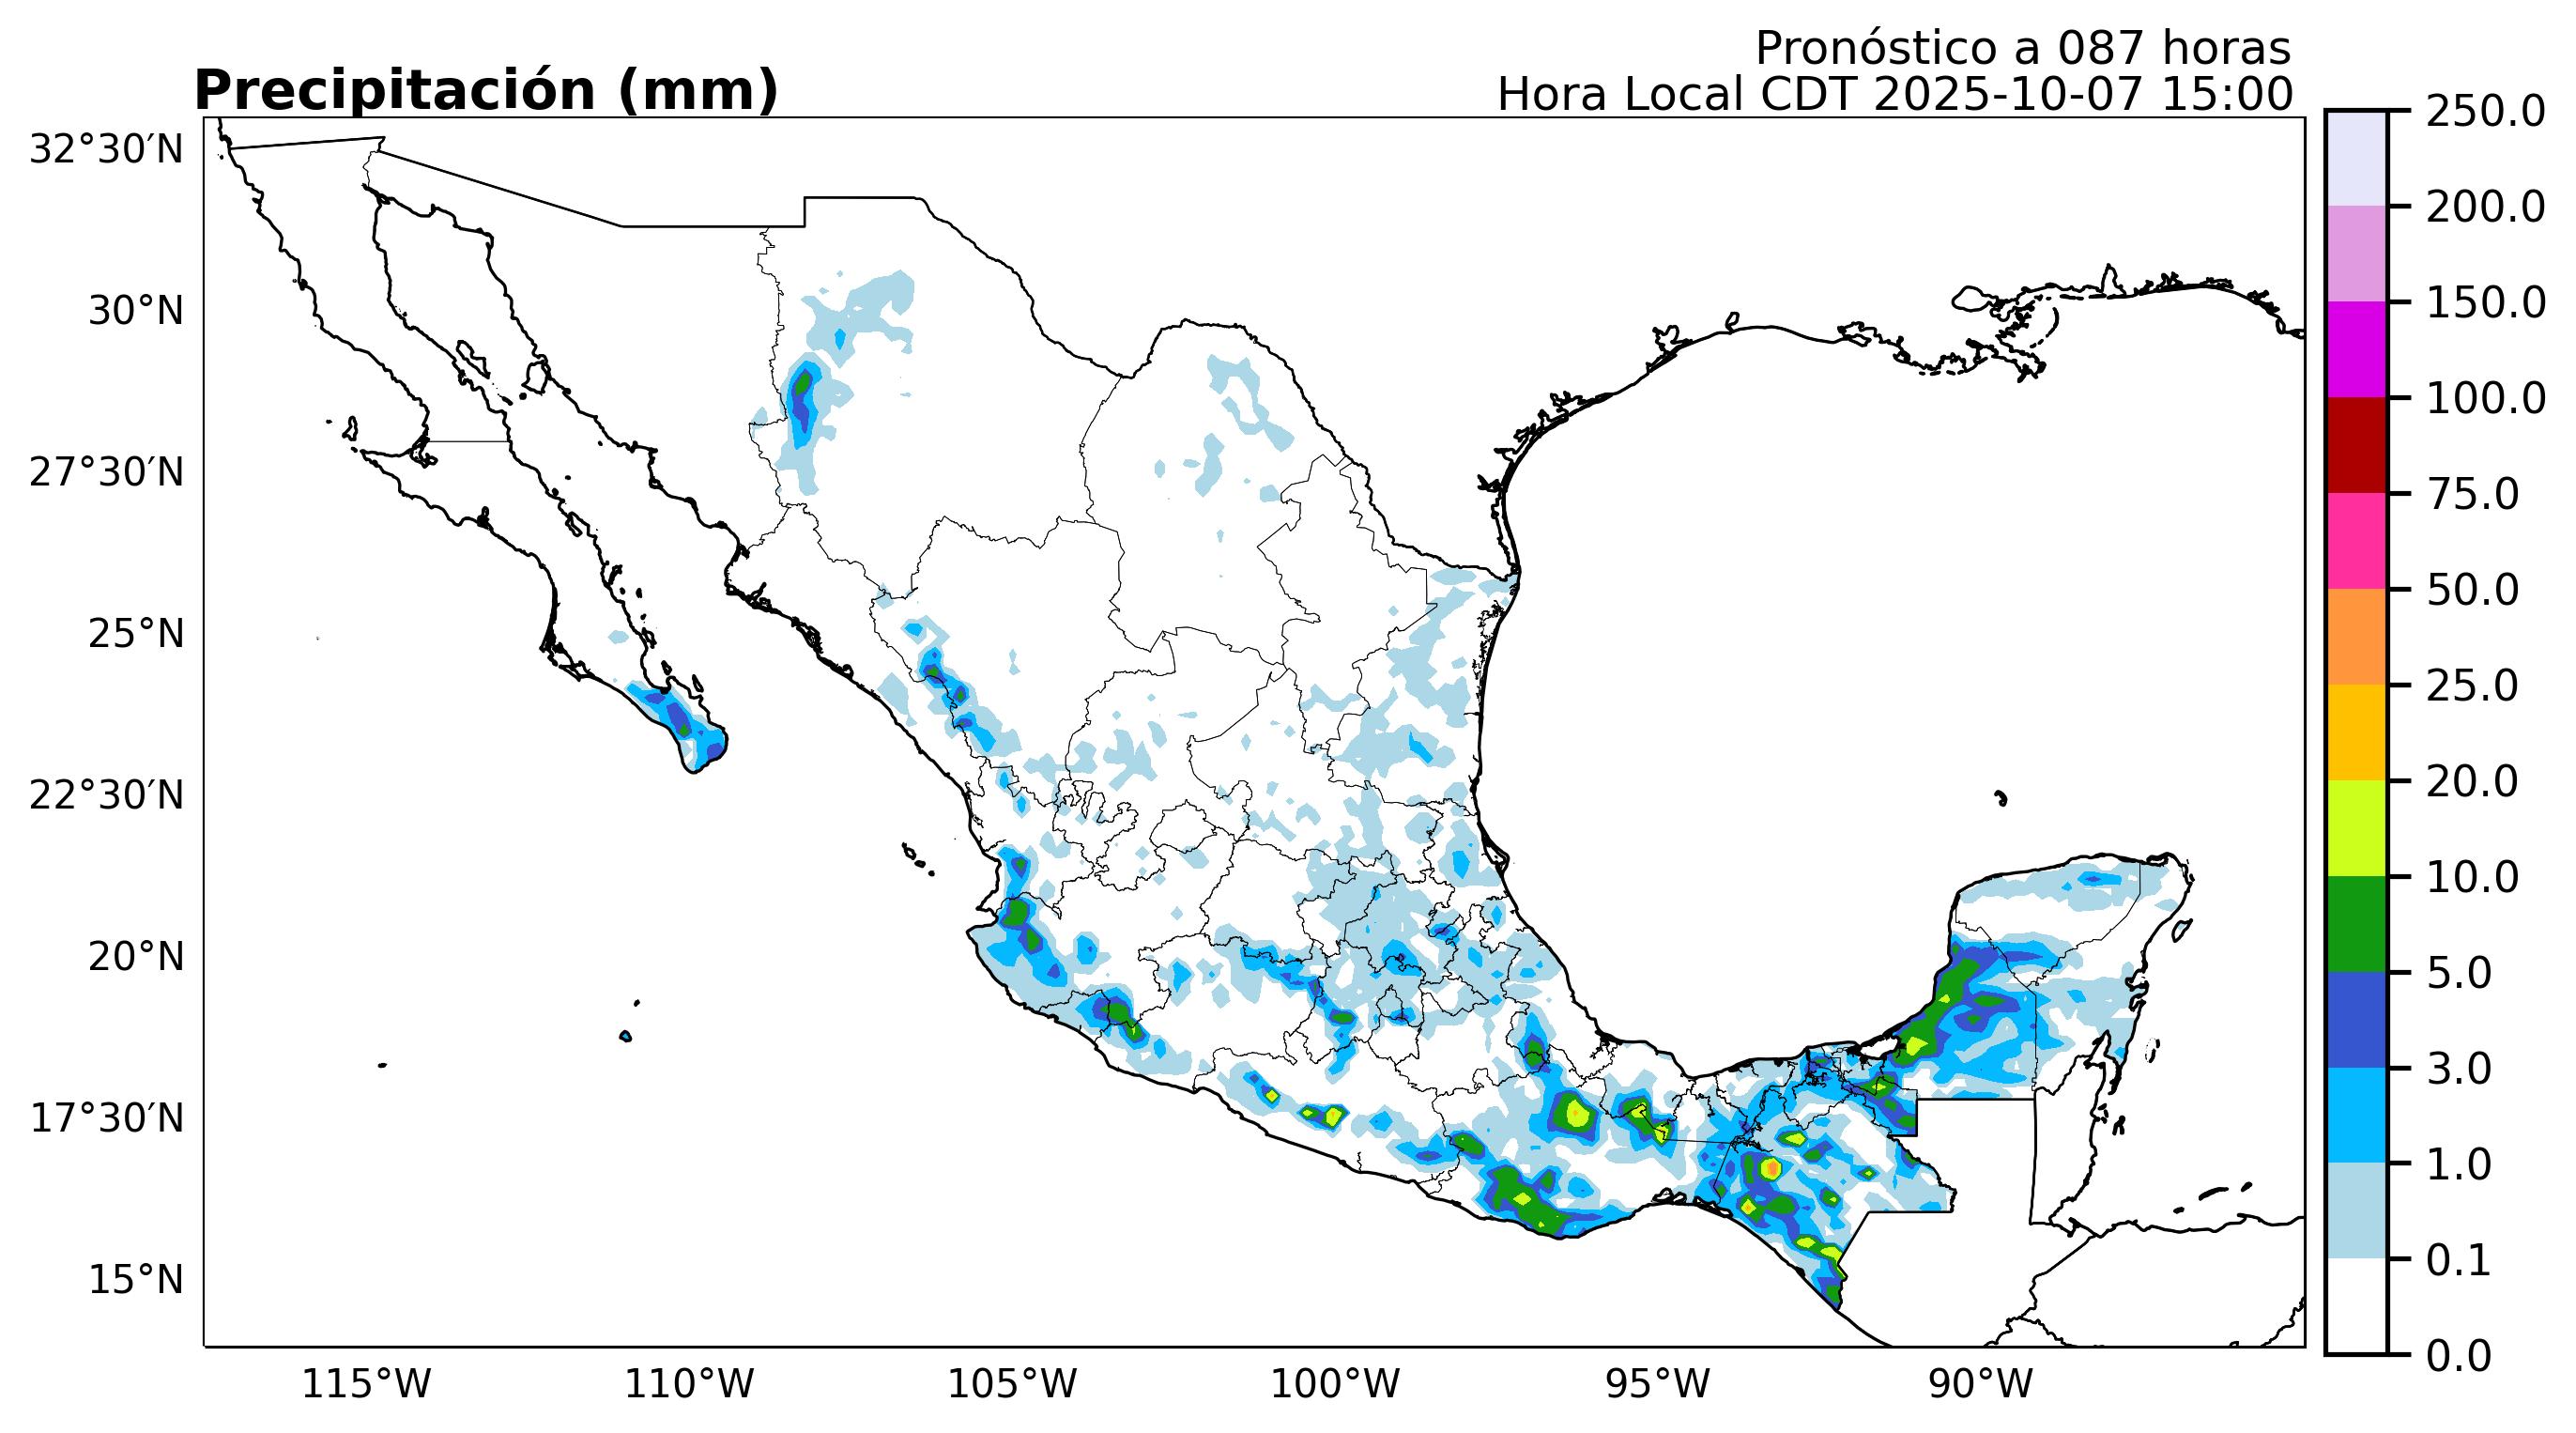 Pronóstico a 087 horas
Precipitación (mm)
Hora Local CDT 2025-10-07 15:00
32°30′N
30°N
27°30′N
25°N
22°30′N
20°N
17°30′N
15°N
115°W
110°W
105°W
100°W
95°W
90°W
250.0
200.0
150.0
100.0
75.0
50.0
25.0
20.0
10.0
5.0
3.0
1.0
0.1
0.0